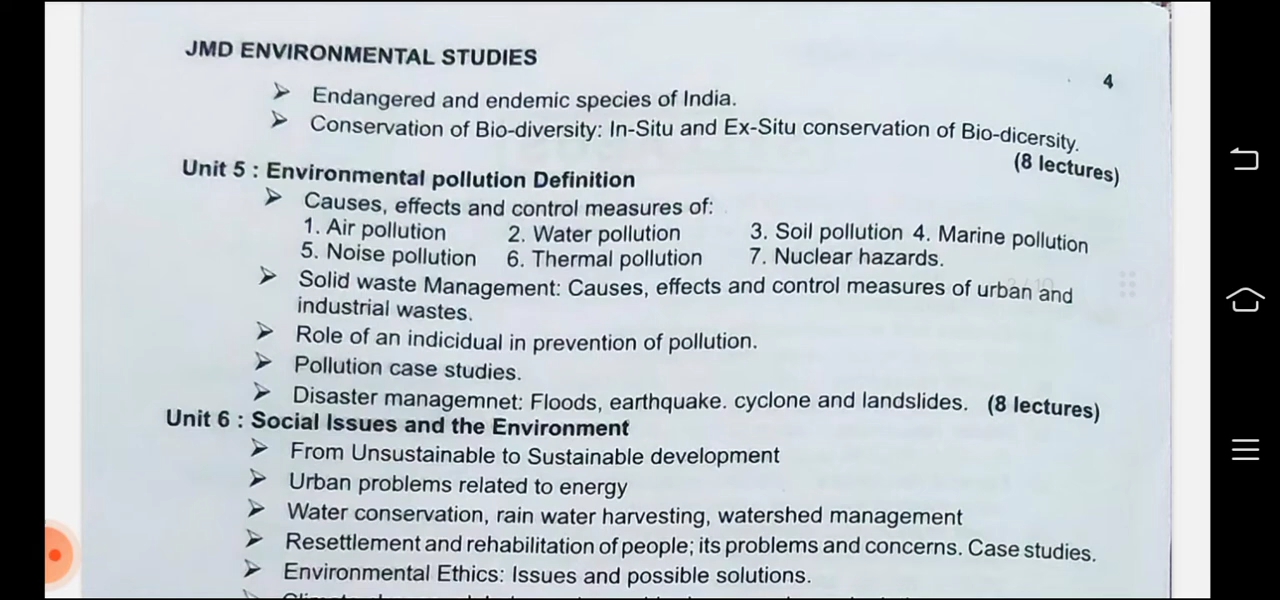 JMD ENVIRONMENTAL STUDIES
4
➢ Endangered and endemic species of India.
➢ Conservation of Bio-diversity: In-Situ and Ex-Situ conservation of Bio-dicersity.
(8 lectures)
Unit 5 : Environmental pollution Definition
➢ Causes, effects and control measures of:
1. Air pollution 2. Water pollution 3. Soil pollution 4. Marine pollution
5. Noise pollution 6. Thermal pollution 7. Nuclear hazards.
➢ Solid waste Management: Causes, effects and control measures of urban and
industrial wastes.
➢ Role of an indicidual in prevention of pollution.
➢ Pollution case studies.
➢ Disaster managemnet: Floods, earthquake. cyclone and landslides. (8 lectures)
Unit 6 : Social Issues and the Environment
➢ From Unsustainable to Sustainable development
➢ Urban problems related to energy
➢ Water conservation, rain water harvesting, watershed management
➢ Resettlement and rehabilitation of people; its problems and concerns. Case studies.
➢ Environmental Ethics: Issues and possible solutions.